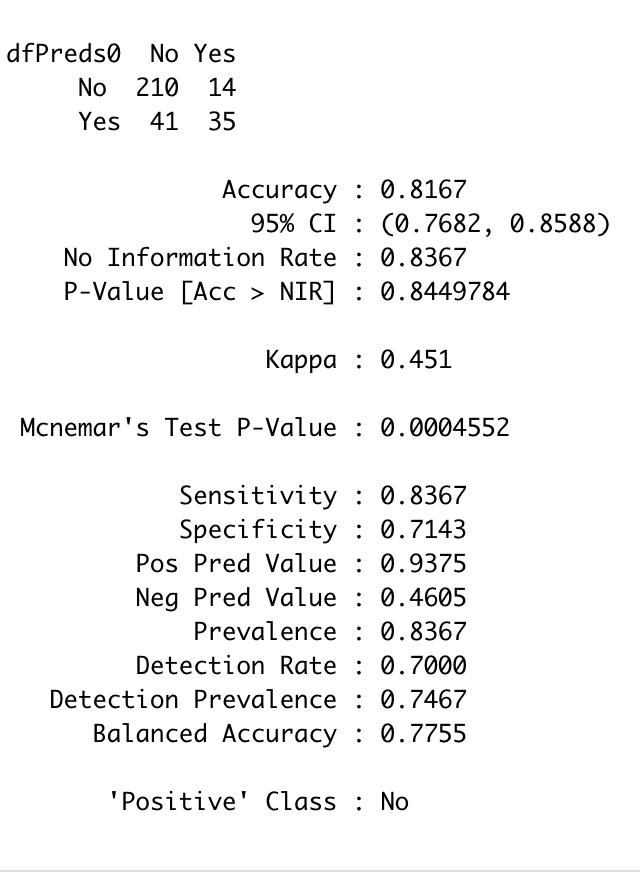 dfPreds0 No Yes
No 210 14
Yes 41 35
Accuracy : 0.8167
95% CI : (0.7682, 0.8588)
No Information Rate : 0.8367
P-Value [Acc > NIR] : 0.8449784
Kappa : 0.451
Mcnemar's Test P-Value : 0.0004552
Sensitivity : 0.8367
Specificity : 0.7143
Pos Pred Value : 0.9375
Neg Pred Value : 0.4605
Prevalence : 0.8367
Detection Rate : 0.7000
Detection Prevalence : 0.7467
Balanced Accuracy : 0.7755
'Positive' Class : No